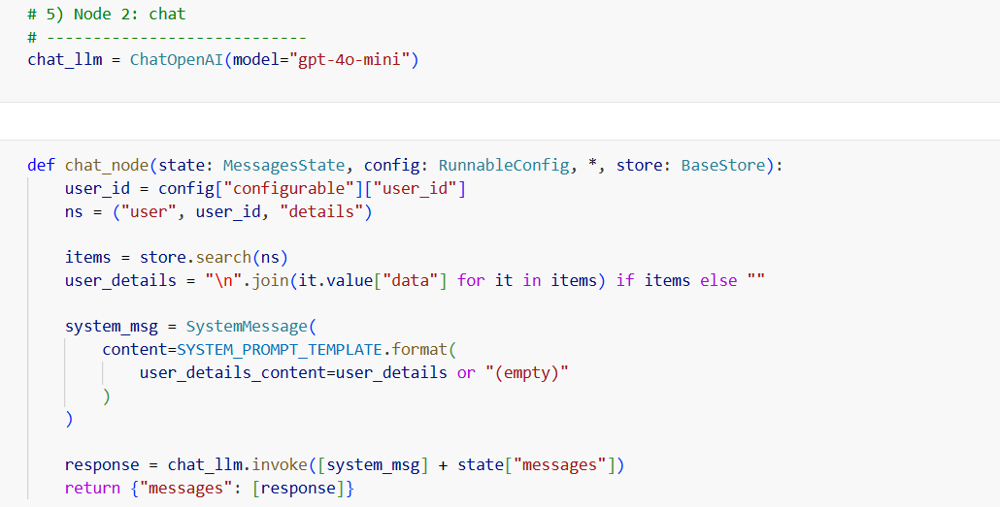 # 5) Node 2: chat
# ----------------------------
chat_llm = ChatOpenAI(model="gpt-4o-mini")
def chat_node(state: MessagesState, config: RunnableConfig, *, store: BaseStore):
    user_id = config["configurable"]["user_id"]
    ns = ("user", user_id, "details")
    items = store.search(ns)
    user_details = "\n".join(it.value["data"] for it in items) if items else ""
    system_msg = SystemMessage(
        content=SYSTEM_PROMPT_TEMPLATE.format(
            user_details_content=user_details or "(empty)"
        )
    )
    response = chat_llm.invoke([system_msg] + state["messages"])
    return {"messages": [response]}